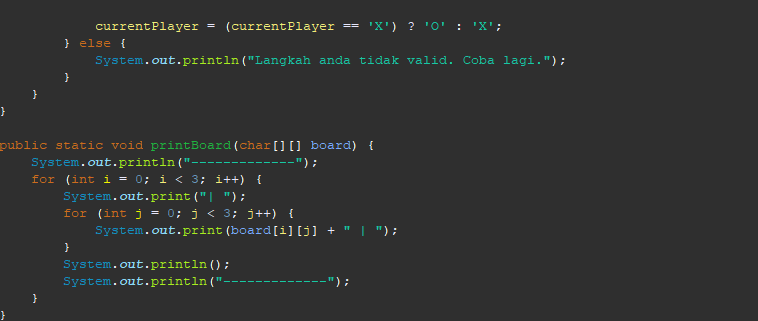 currentPlayer = (currentPlayer == 'X') ? 'O' : 'X';
        } else {
            System.out.println("Langkah anda tidak valid. Coba lagi.");
        }
    }
}

public static void printBoard(char[][] board) {
    System.out.println("-------------");
    for (int i = 0; i < 3; i++) {
        System.out.print("| ");
        for (int j = 0; j < 3; j++) {
            System.out.print(board[i][j] + " | ");
        }
        System.out.println();
        System.out.println("-------------");
    }
}